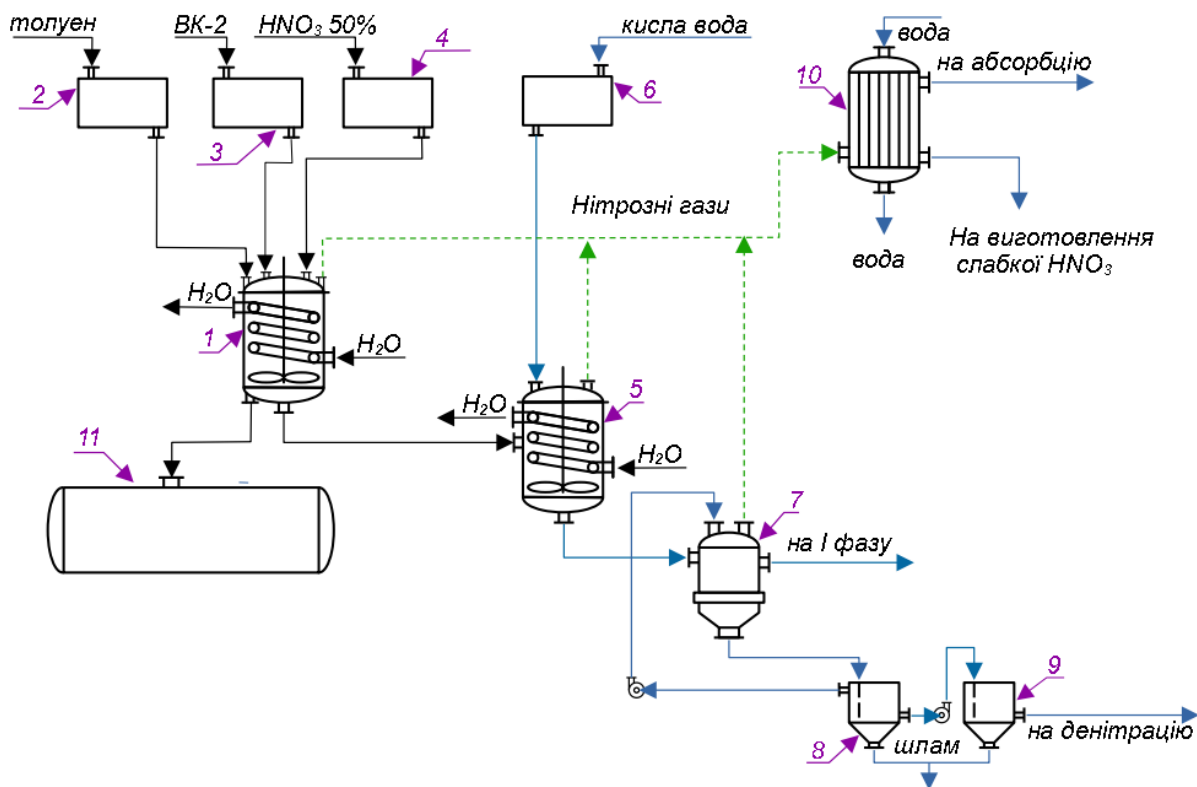 толуен
ВК-2
HNO₃ 50%
4
кисла вода
вода
на абсорбцію
10
2
3
6
Нітрозні гази
вода
На виготовлення
слабкої HNO₃
H₂O
1
H₂O
H₂O
5
H₂O
11
7
на I фазу
9
8
шлам
на денітрацію